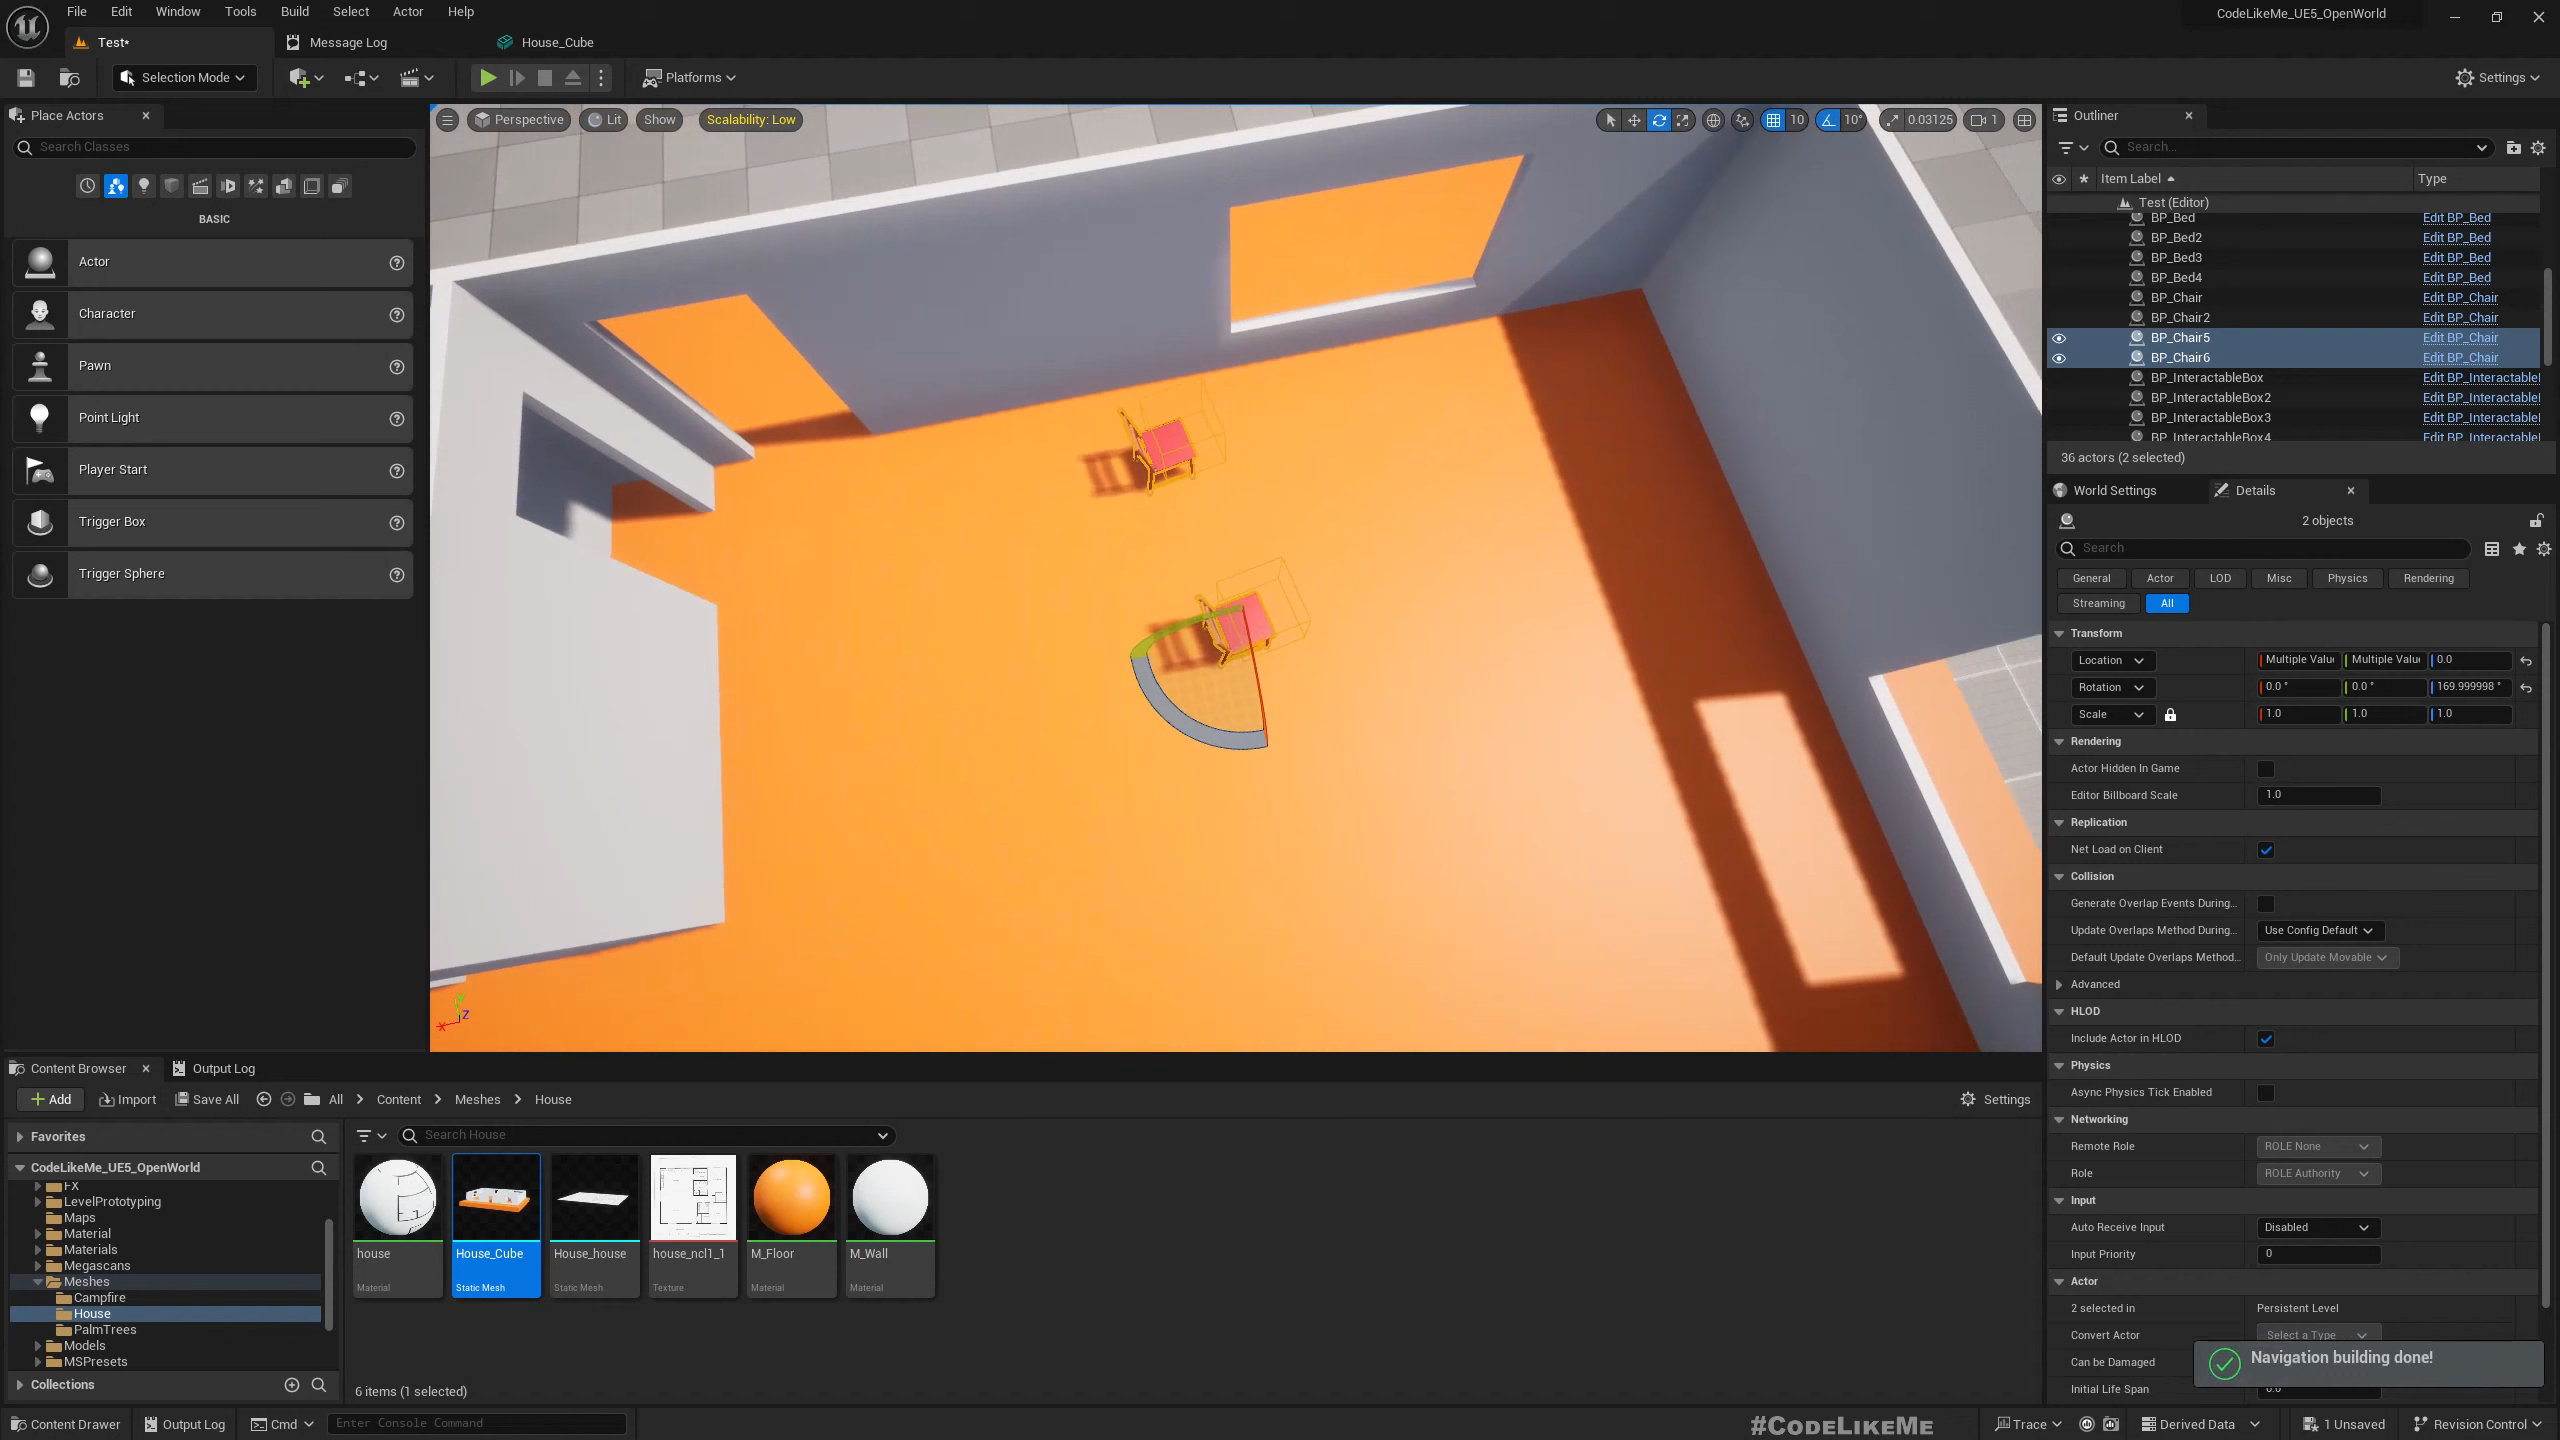 File Edit Window Tools Build Select Actor Help
CodeLikeMe_UE5_OpenWorld
Test*
Message Log
House_Cube
Selection Mode
Platforms
Settings
Place Actors
Search Classes
BASIC
Actor
Character
Pawn
Point Light
Player Start
Trigger Box
Trigger Sphere
Perspective
Lit
Show
Scalability: Low
10
10°
0.03125
1
Outliner
Search...
Item Label
Type
Test (Editor)
BP_Bed Edit BP_Bed
BP_Bed2 Edit BP_Bed
BP_Bed3 Edit BP_Bed
BP_Bed4 Edit BP_Bed
BP_Chair Edit BP_Chair
BP_Chair2 Edit BP_Chair
BP_Chair5 Edit BP_Chair
BP_Chair6 Edit BP_Chair
BP_InteractableBox Edit BP_Interactable
BP_InteractableBox2 Edit BP_Interactable
BP_InteractableBox3 Edit BP_Interactable
BP_InteractableBox4 Edit BP_Interactable
36 actors (2 selected)
World Settings
Details
2 objects
Search
General
Actor
LOD
Misc
Physics
Rendering
Streaming
All
Transform
Location Multiple Valu Multiple Valu 0.0
Rotation 0.0 ° 0.0 ° 169.999998 °
Scale 1.0 1.0 1.0
Rendering
Actor Hidden In Game
Editor Billboard Scale 1.0
Replication
Net Load on Client
Collision
Generate Overlap Events During...
Update Overlaps Method During... Use Config Default
Default Update Overlaps Method... Only Update Movable
Advanced
HLOD
Include Actor in HLOD
Physics
Async Physics Tick Enabled
Networking
Remote Role ROLE None
Role ROLE Authority
Input
Auto Receive Input Disabled
Input Priority 0
Actor
2 selected in Persistent Level
Convert Actor Select a Type
Can be Damaged
Initial Life Span 0.0
Navigation building done!
X
Y
Z
Content Browser
Output Log
Add
Import
Save All
All
Content
Meshes
House
Settings
Favorites
CodeLikeMe_UE5_OpenWorld
FX
LevelPrototyping
Maps
Material
Materials
Megascans
Meshes
Campfire
House
PalmTrees
Models
MSPresets
Collections
Search House
house
Material
House_Cube
Static Mesh
House_house
Static Mesh
house_ncl1_1
Texture
M_Floor
Material
M_Wall
Material
6 items (1 selected)
Content Drawer
Output Log
Cmd
Enter Console Command
#CodeLikeMe
Trace
Derived Data
1 Unsaved
Revision Control